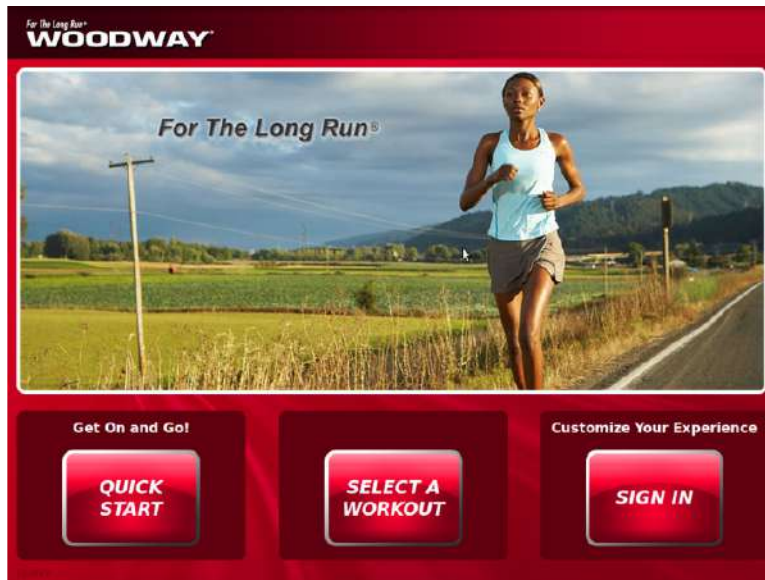 For The Long Run®
WOODWAY
For The Long Run®
Get On and Go!
QUICK
START
SELECT A
WORKOUT
Customize Your Experience
SIGN IN